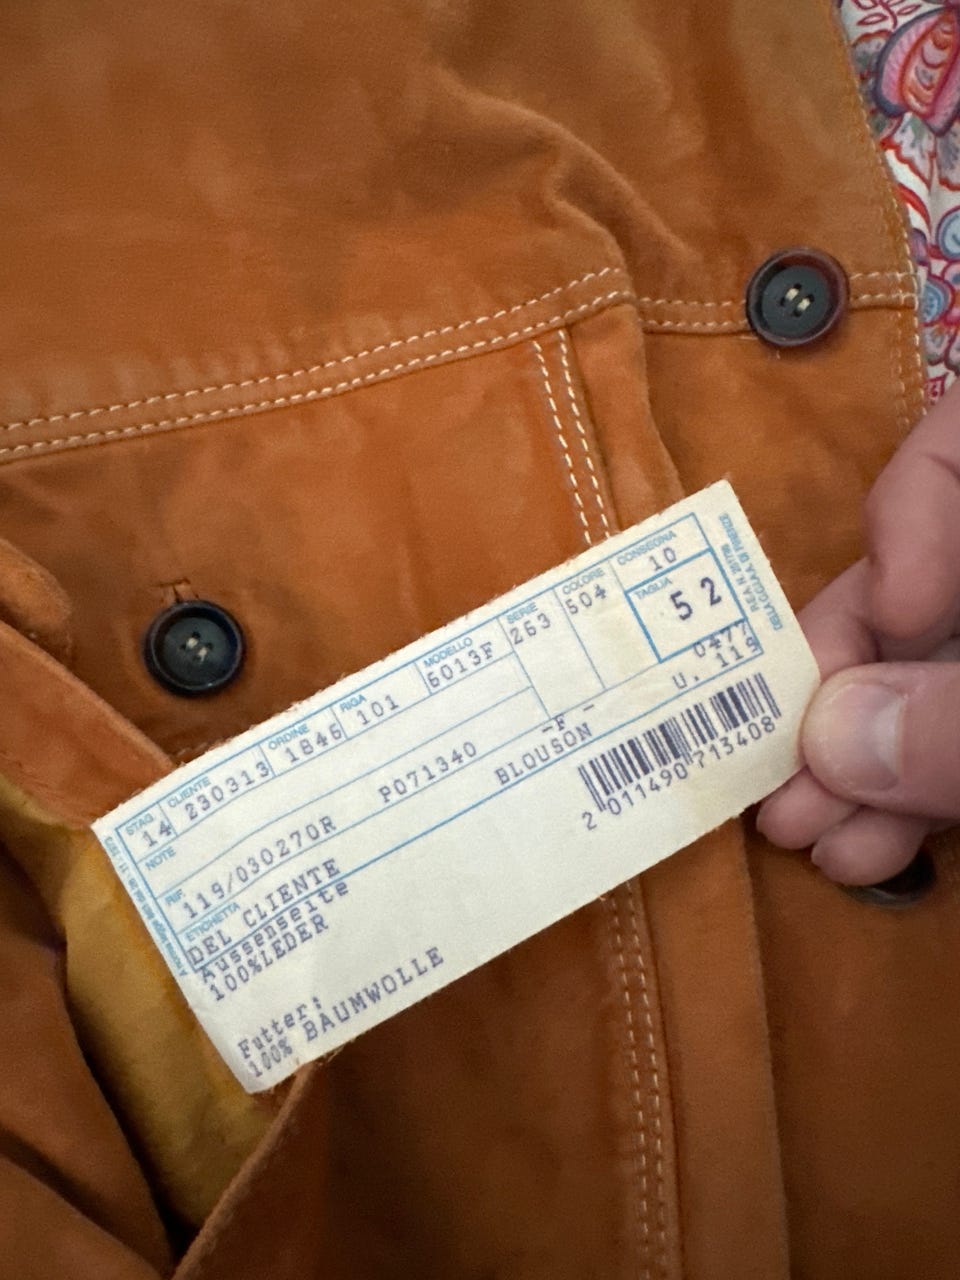 STAG. CLIENTE ORDINE RIGA MODELLO SERIE COLORE CONSEGNA
14 230313 1846 101 6013F 263 504 10
NOTE
TAGLIA
52
RIF. 119/030270R P071340 -F- 0477
ETICHETTA BLOUSON U. 119
DEL CLIENTE
Aussenseite
100%LEDER
2 011490 713408
Futter:
100% BAUMWOLLE